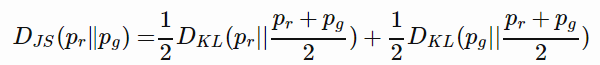 $D_{JS}(p_r \| p_g) = \frac{1}{2} D_{KL}(p_r || \frac{p_r + p_g}{2}) + \frac{1}{2} D_{KL}(p_g || \frac{p_r + p_g}{2})$